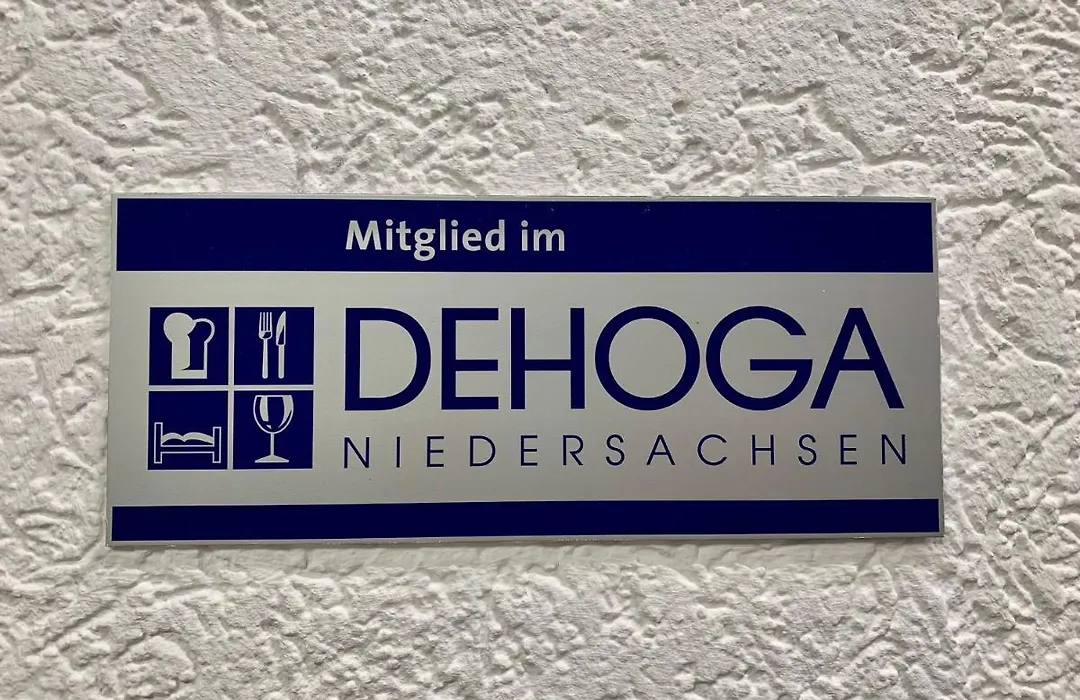 Mitglied im
DEHOGA
NIEDERSACHSEN